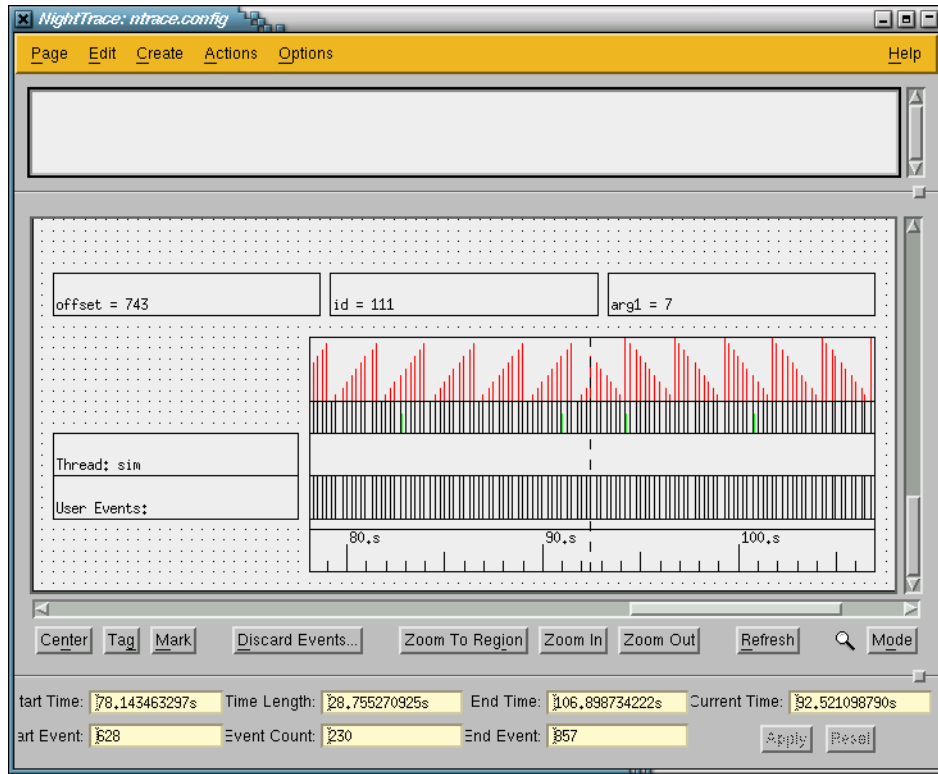 NightTrace: ntrace.config
Page Edit Create Actions Options Help
offset = 743 id = 111 arg1 = 7
Thread: sim
User Events:
80.s 90.s 100.s
Center Tag Mark Discard Events... Zoom To Region Zoom In Zoom Out Refresh Mode
tart Time: 78.143463297s Time Length: 28.755270925s End Time: 106.898734222s Current Time: 92.521098790s
art Event: 628 Event Count: 230 End Event: 857 Apply Reset